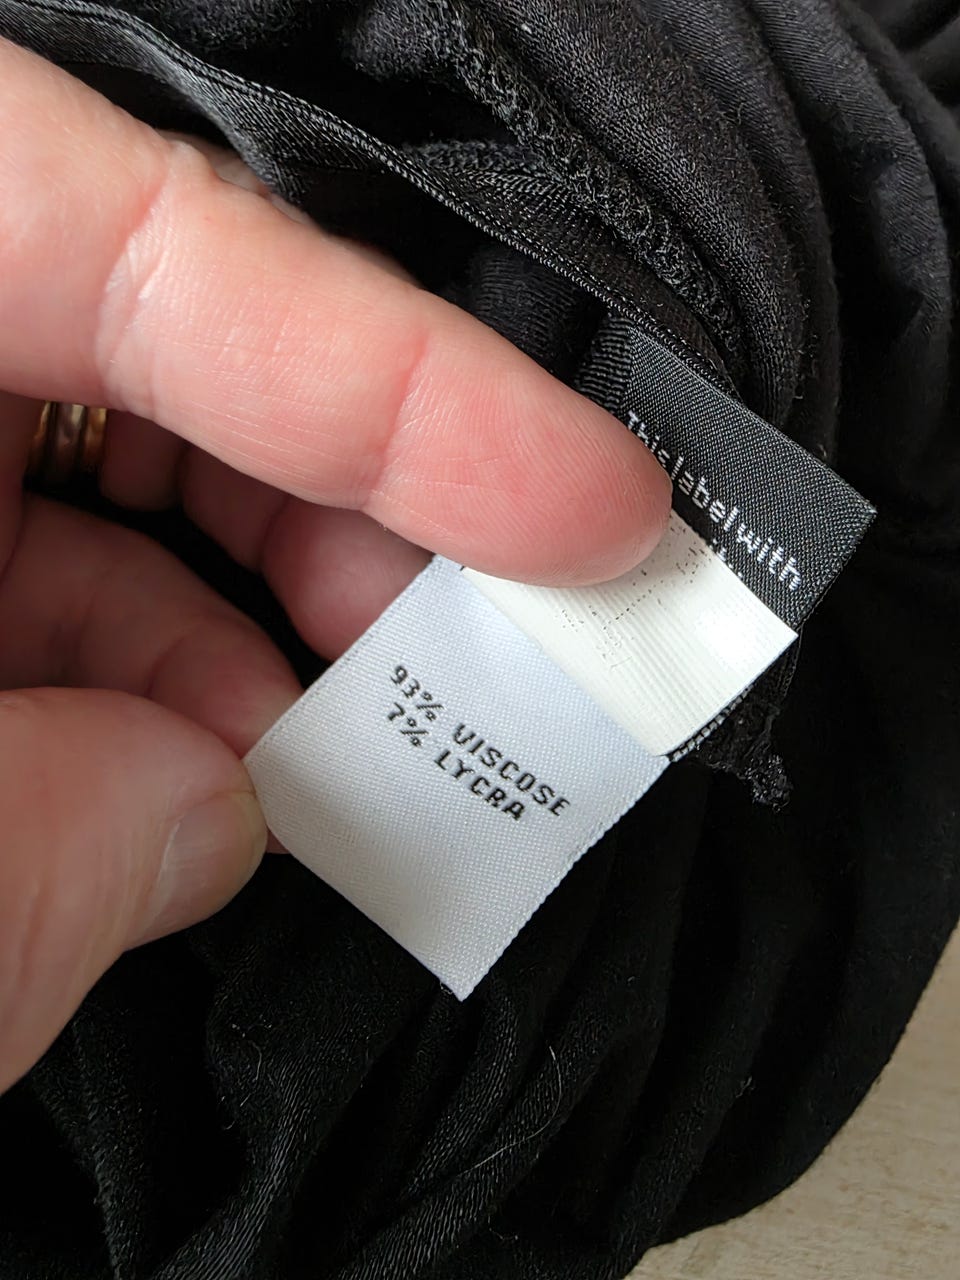 This label with
93% VISCOSE
7% LYCRA